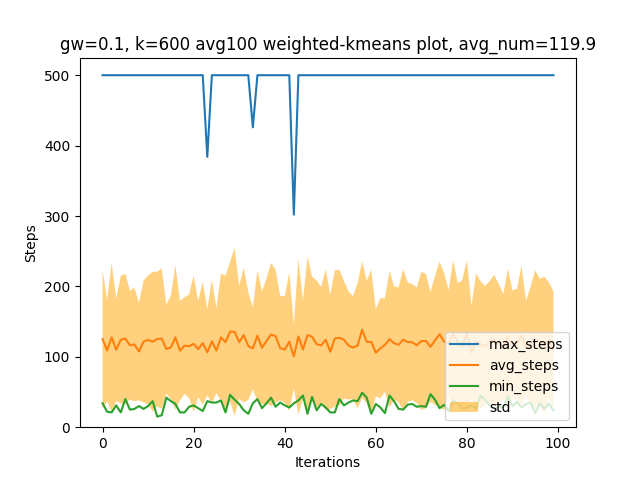 gw=0.1, k=600 avg100 weighted-kmeans plot, avg_num=119.9
500
400
300
200
100
0
Steps
max_steps
avg_steps
min_steps
std
0
20
40
60
80
100
Iterations